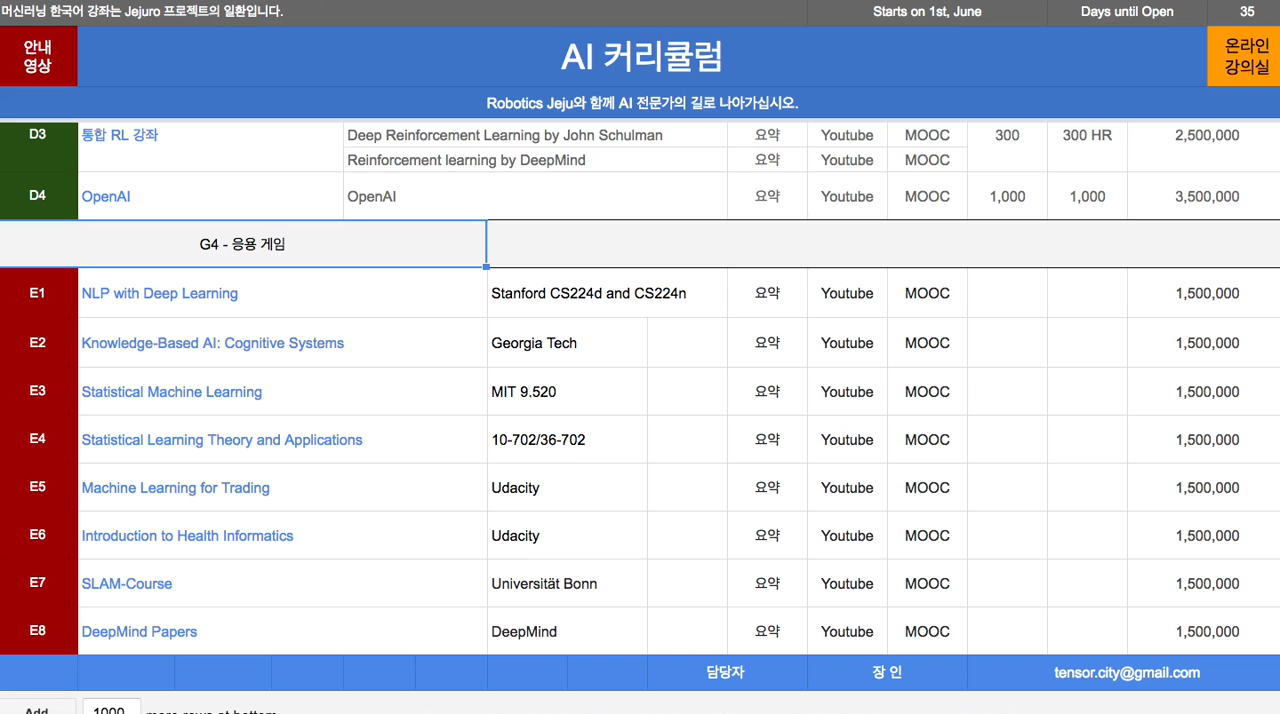 머신러닝 한국어 강좌는 Jejuro 프로젝트의 일환입니다. Starts on 1st, June Days until Open 35
안내 영상
AI 커리큘럼
온라인 강의실
Robotics Jeju와 함께 AI 전문가의 길로 나아가십시오.
D3 통합 RL 강좌 Deep Reinforcement Learning by John Schulman 요약 Youtube MOOC 300 300 HR 2,500,000
Reinforcement learning by DeepMind 요약 Youtube MOOC
D4 OpenAI OpenAI 요약 Youtube MOOC 1,000 1,000 3,500,000
G4 - 응용 게임
E1 NLP with Deep Learning Stanford CS224d and CS224n 요약 Youtube MOOC 1,500,000
E2 Knowledge-Based AI: Cognitive Systems Georgia Tech 요약 Youtube MOOC 1,500,000
E3 Statistical Machine Learning MIT 9.520 요약 Youtube MOOC 1,500,000
E4 Statistical Learning Theory and Applications 10-702/36-702 요약 Youtube MOOC 1,500,000
E5 Machine Learning for Trading Udacity 요약 Youtube MOOC 1,500,000
E6 Introduction to Health Informatics Udacity 요약 Youtube MOOC 1,500,000
E7 SLAM-Course Universität Bonn 요약 Youtube MOOC 1,500,000
E8 DeepMind Papers DeepMind 요약 Youtube MOOC 1,500,000
담당자 장 인 tensor.city@gmail.com
Add 1000 more rows at bottom